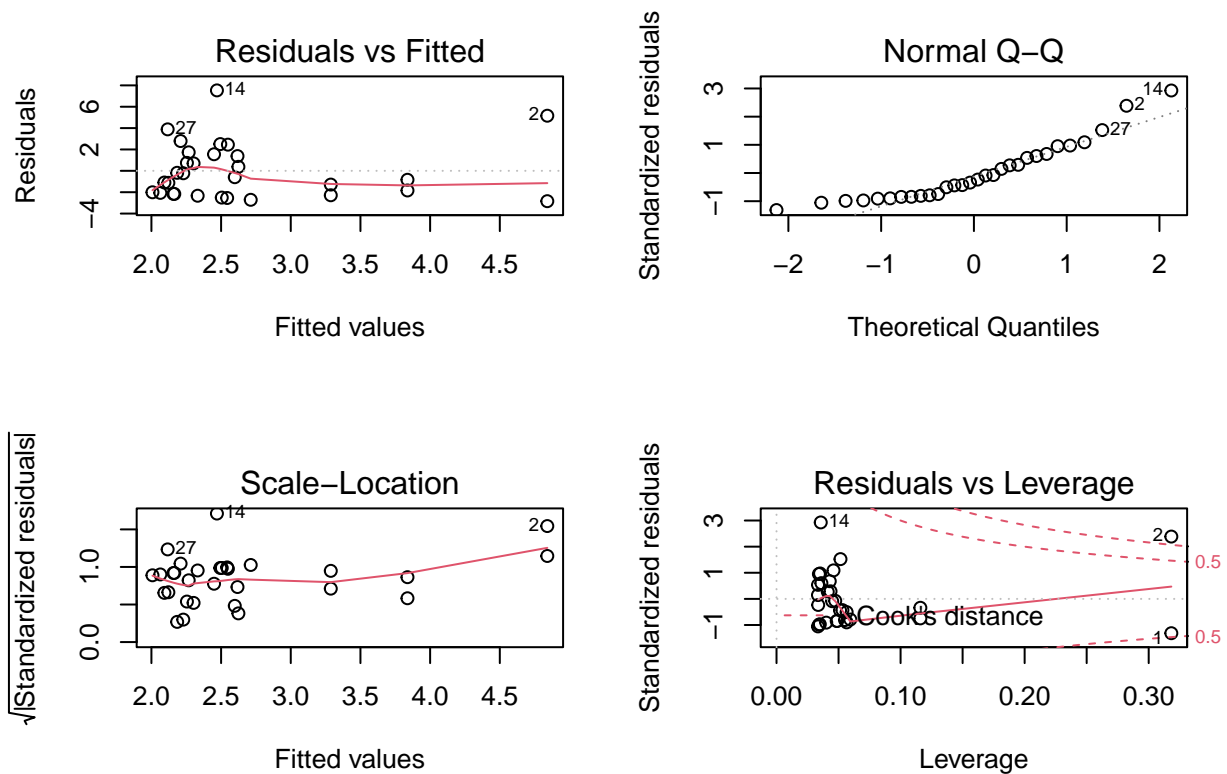 Residuals vs Fitted
Residuals
6
2
−4
14
27
2
2.0 2.5 3.0 3.5 4.0 4.5
Fitted values
Normal Q−Q
Standardized residuals
3
1
−1
14
2
27
−2 −1 0 1 2
Theoretical Quantiles
Scale−Location
√|Standardized residuals|
1.0
0.0
14
27
2
2.0 2.5 3.0 3.5 4.0 4.5
Fitted values
Residuals vs Leverage
Standardized residuals
3
1
−1
14
2
0.5
Cook's distance
1
0.5
0.00 0.10 0.20 0.30
Leverage